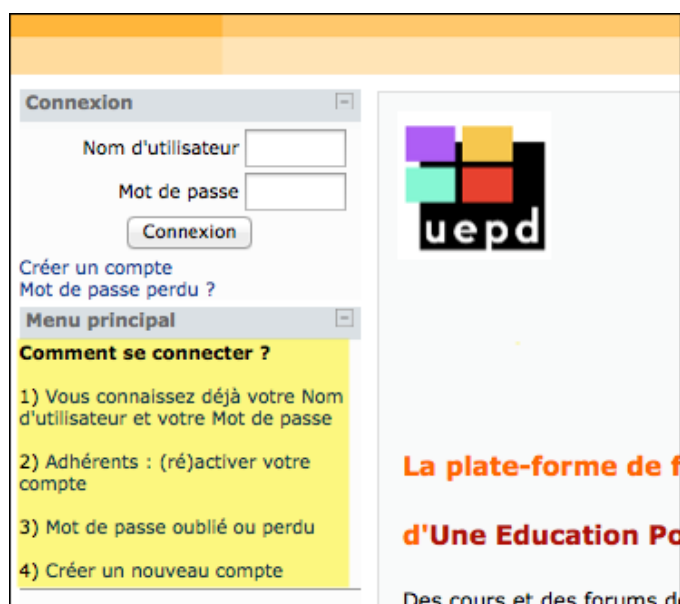 Connexion
Nom d'utilisateur
Mot de passe
Connexion
Créer un compte
Mot de passe perdu ?
Menu principal
Comment se connecter ?
1) Vous connaissez déjà votre Nom
d'utilisateur et votre Mot de passe
2) Adhérents : (ré)activer votre
compte
3) Mot de passe oublié ou perdu
4) Créer un nouveau compte
uepd
La plate-forme de f
d'Une Education Po
Des cours et des forums de